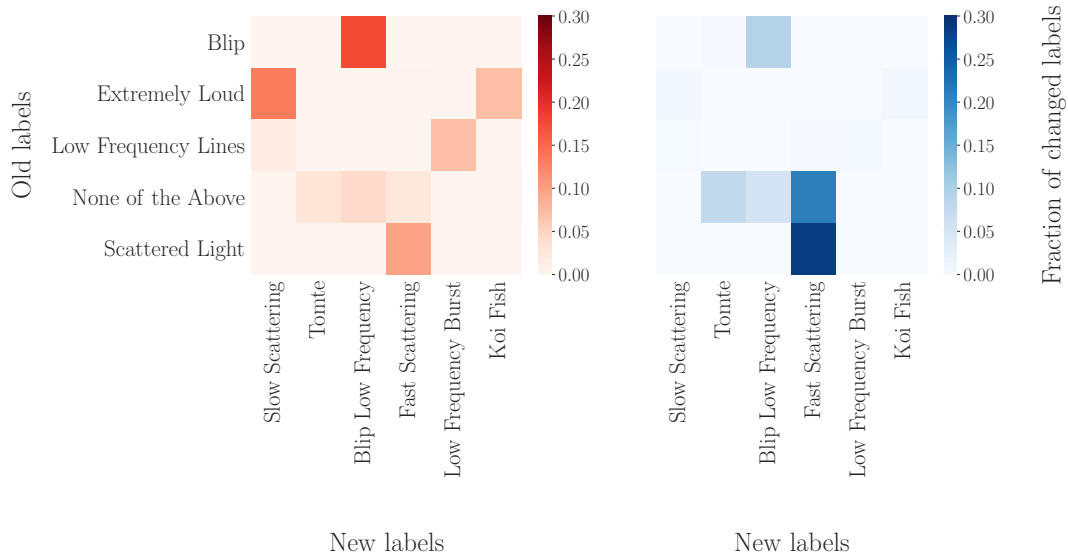 Old labels
Blip
Extremely Loud
Low Frequency Lines
None of the Above
Scattered Light
0.30
0.25
0.20
0.15
0.10
0.05
0.00
Slow Scattering
Tomte
Blip Low Frequency
Fast Scattering
Low Frequency Burst
Koi Fish
New labels
0.30
0.25
0.20
0.15
0.10
0.05
0.00
Slow Scattering
Tomte
Blip Low Frequency
Fast Scattering
Low Frequency Burst
Koi Fish
New labels
Fraction of changed labels